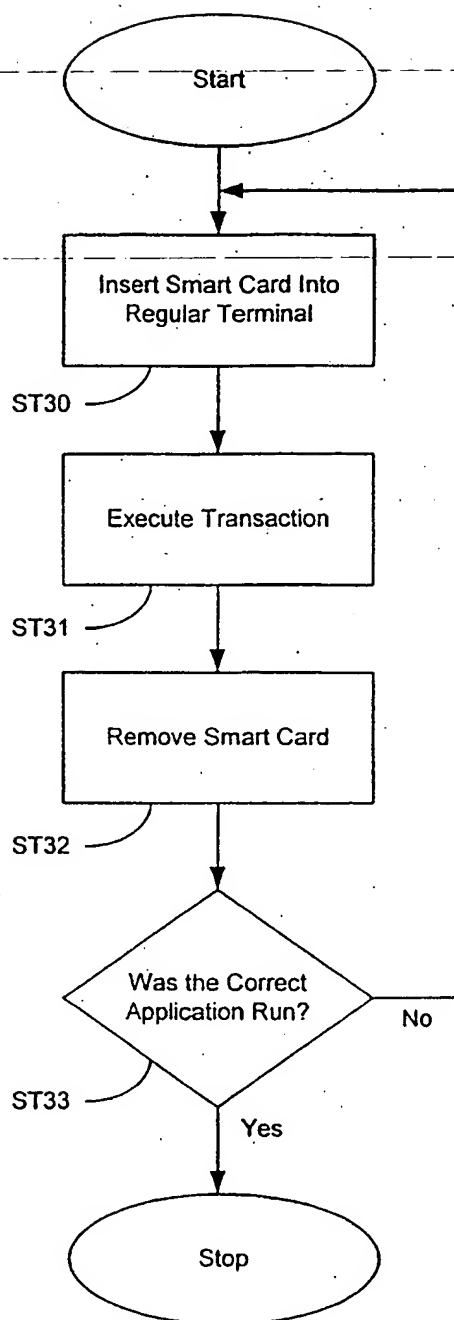 Start
Insert Smart Card Into
Regular Terminal
ST30
Execute Transaction
ST31
Remove Smart Card
ST32
Was the Correct
Application Run?
No
ST33
Yes
Stop